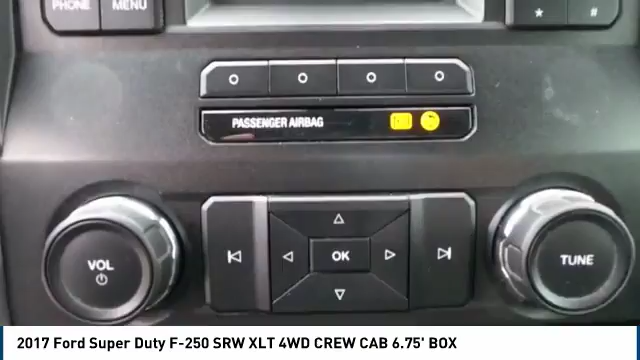 PHONE MENU * #
PASSENGER AIRBAG
VOL OK TUNE
2017 Ford Super Duty F-250 SRW XLT 4WD CREW CAB 6.75' BOX